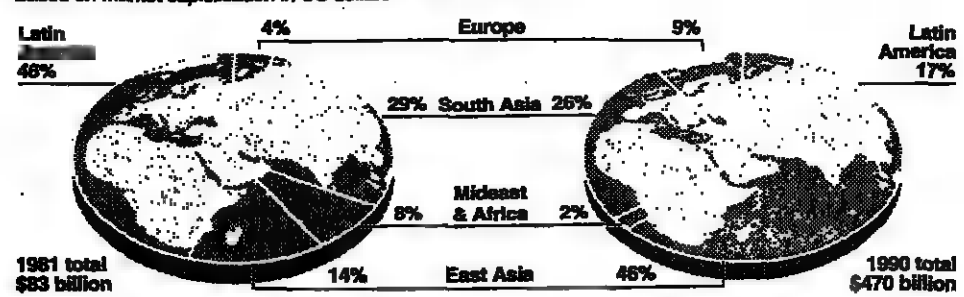 4% Europe 9%
Latin
Latin
America
17%
29% South Asia 26%
Mideast
8% & Africa 2%
1981 total
$83 billion
14% East Asia 46%
1990 total
$470 billion